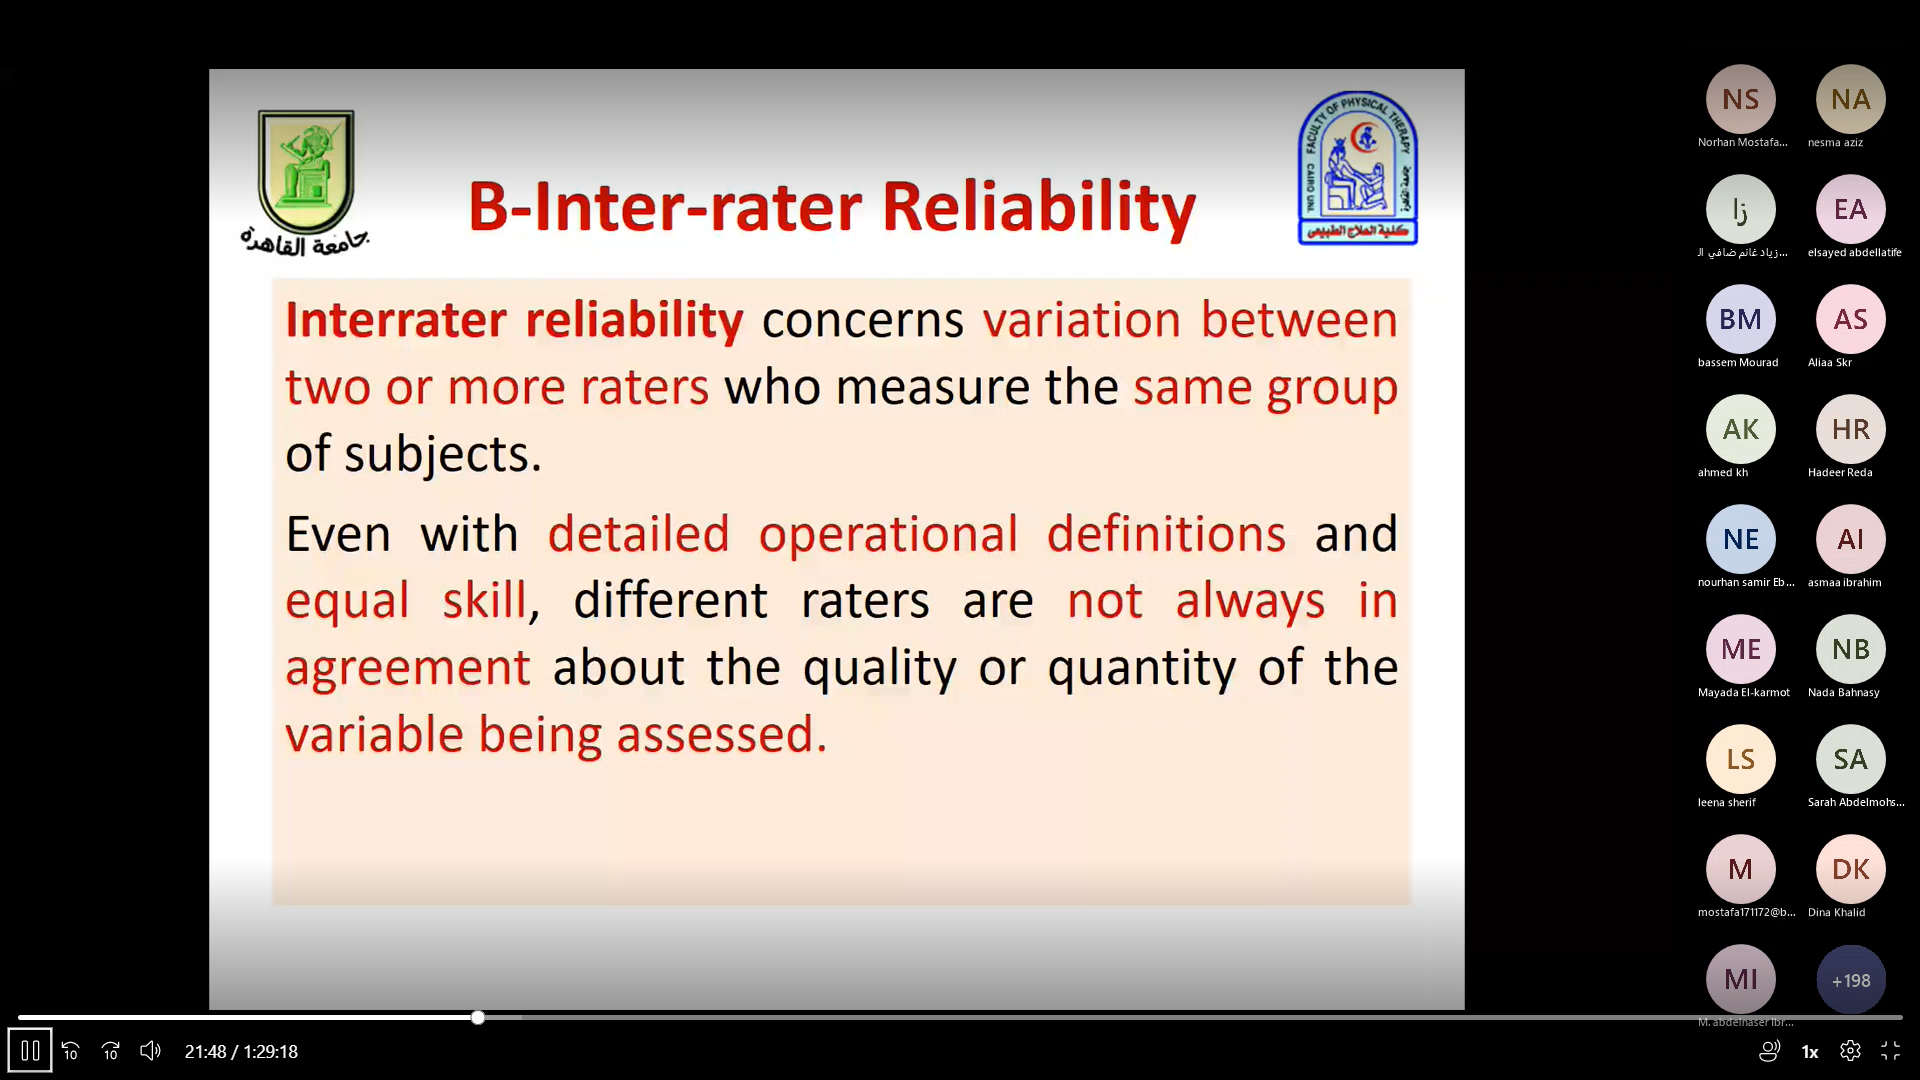 جامعة القاهرة
FACULTY OF PHYSICAL THERAPY
CAIRO UNI.
جامعة القاهرة
كلية العلاج الطبيعى
B-Inter-rater Reliability
Interrater reliability concerns variation between
two or more raters who measure the same group
of subjects.
Even with detailed operational definitions and
equal skill, different raters are not always in
agreement about the quality or quantity of the
variable being assessed.
NS
Norhan Mostafa...
NA
nesma aziz
زا
زياد غانم ضافي ال...
EA
elsayed abdellatife
BM
bassem Mourad
AS
Aliaa Skr
AK
ahmed kh
HR
Hadeer Reda
NE
nourhan samir Eb...
AI
asmaa ibrahim
ME
Mayada El-karmot
NB
Nada Bahnasy
LS
leena sherif
SA
Sarah Abdelmohs...
M
mostafa171172@b...
DK
Dina Khalid
MI
M. abdelnaser Ibr...
+198
10
10
21:48 / 1:29:18
1x